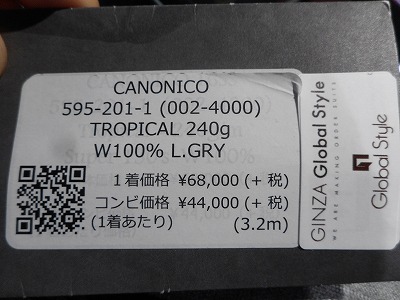 CANONICO
595-201-1 (002-4000)
TROPICAL 240g
W100% L.GRY
1着価格 ¥68,000 (+ 税)
コンビ価格 ¥44,000 (+ 税)
(1着あたり) (3.2m)
GINZA Global Style
WE ARE MAKING ORDER SUITS
Global Style